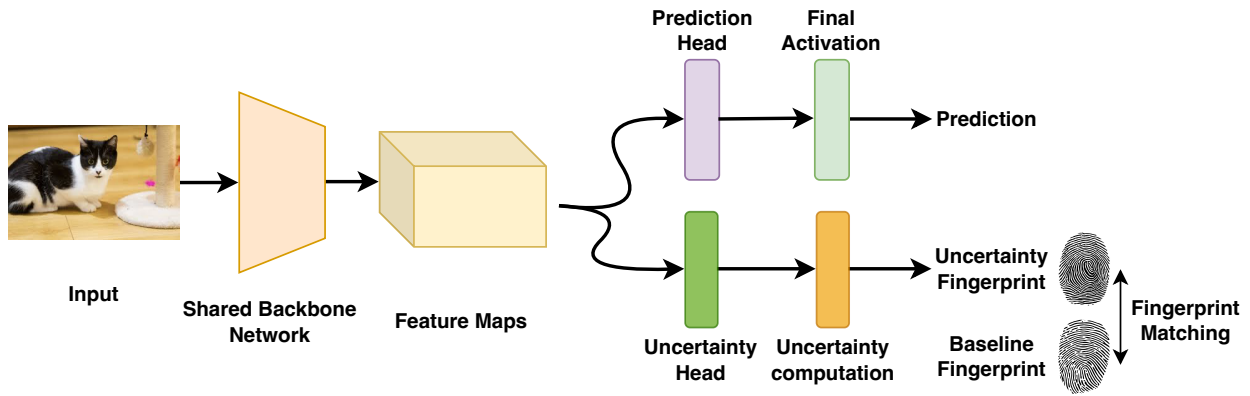 Prediction
Head
Final
Activation
Prediction
Input
Shared Backbone
Network
Feature Maps
Uncertainty
Head
Uncertainty
computation
Uncertainty
Fingerprint
Baseline
Fingerprint
Fingerprint
Matching